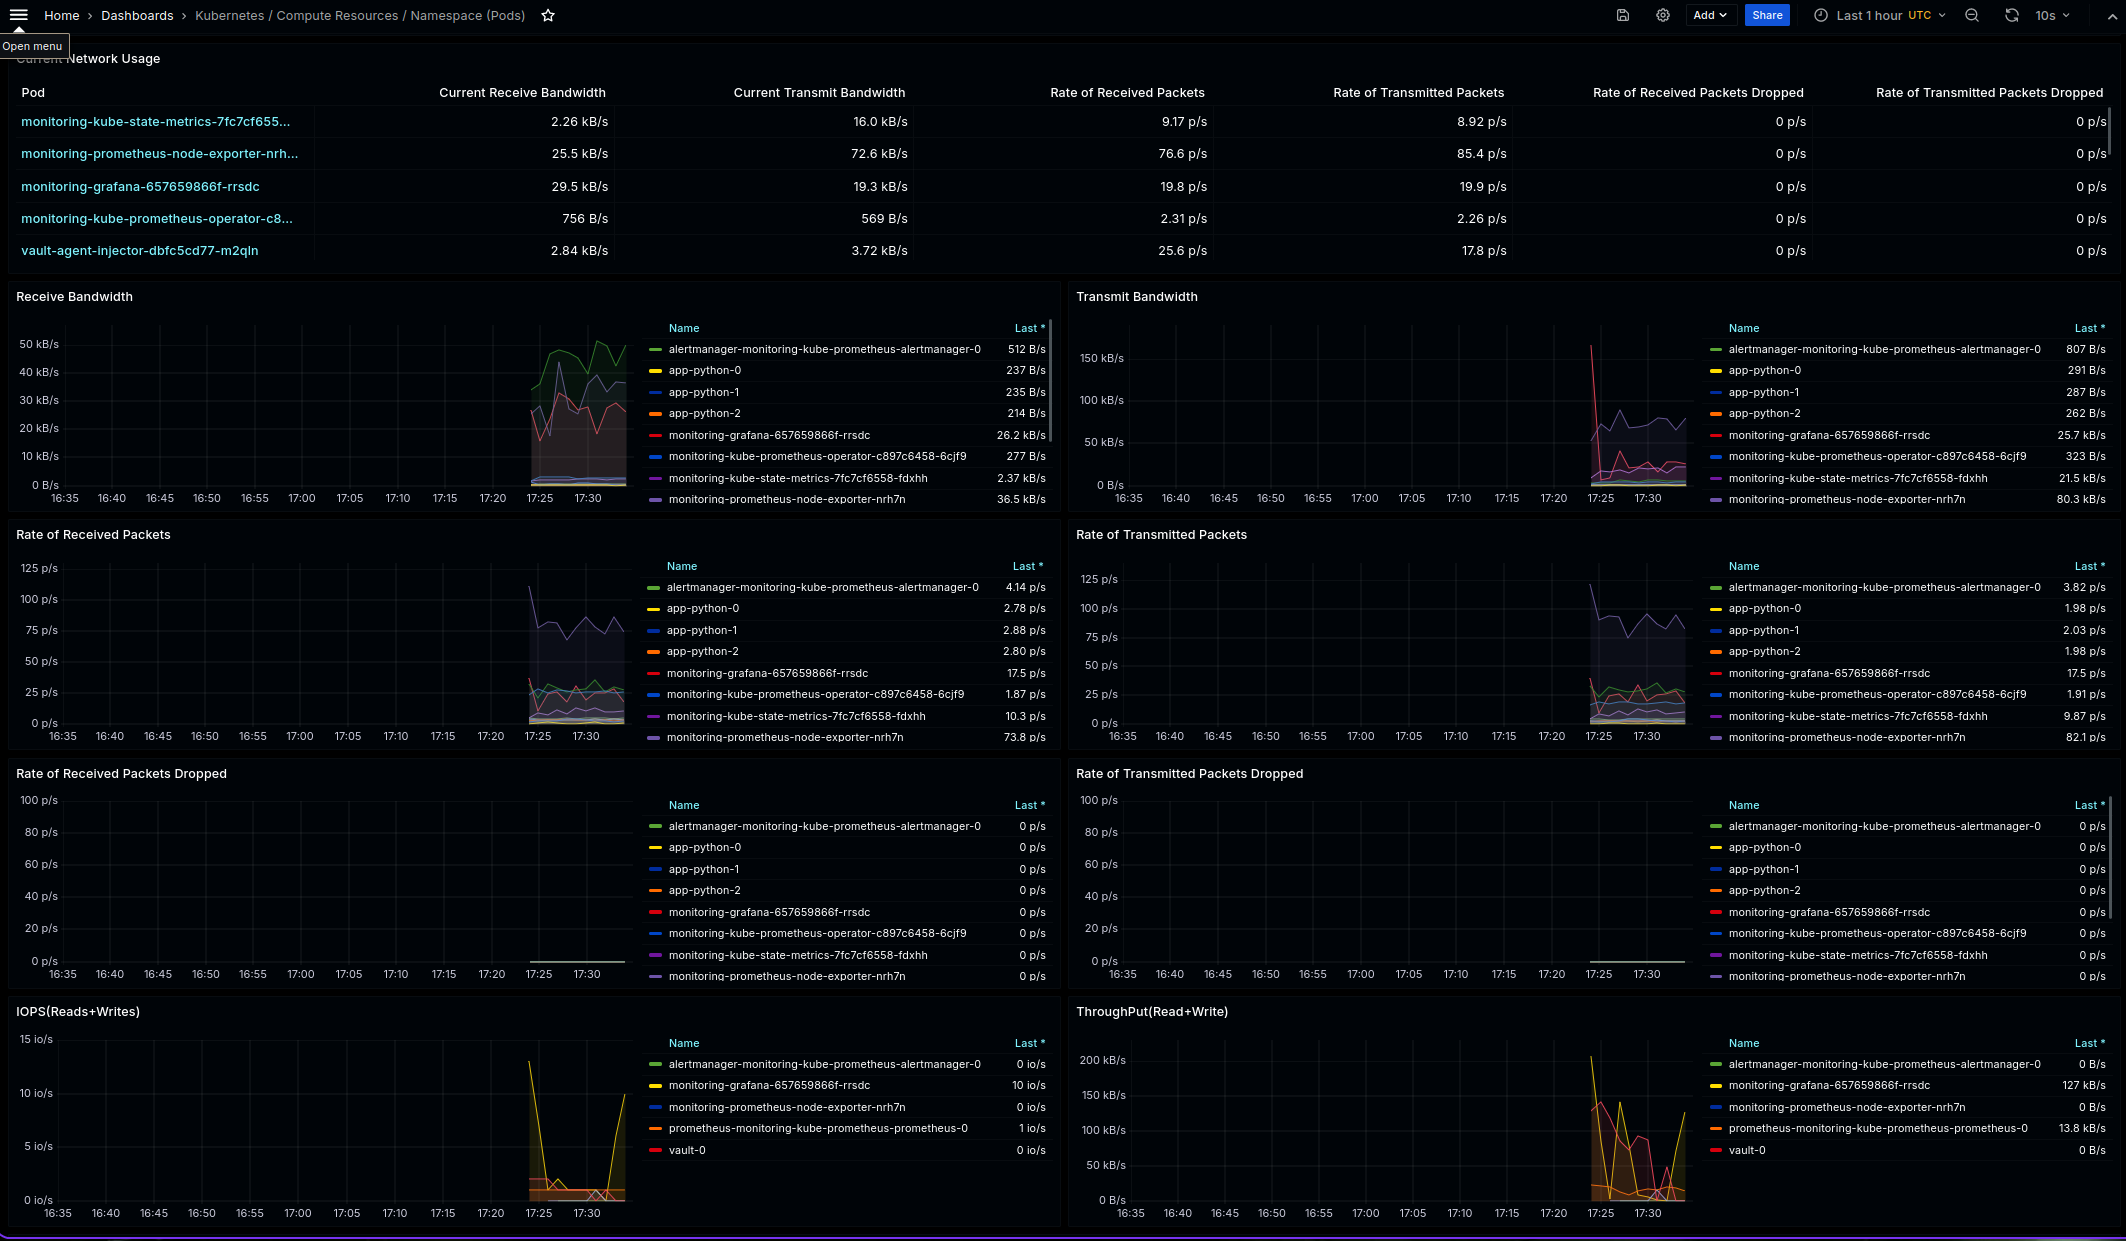 Home › Dashboards › Kubernetes / Compute Resources / Namespace (Pods) Add Share Last 1 hour UTC 10s
Open menu
Current Network Usage
Pod Current Receive Bandwidth Current Transmit Bandwidth Rate of Received Packets Rate of Transmitted Packets Rate of Received Packets Dropped Rate of Transmitted Packets Dropped
monitoring-kube-state-metrics-7fc7cf655... 2.26 kB/s 16.0 kB/s 9.17 p/s 8.92 p/s 0 p/s 0 p/s
monitoring-prometheus-node-exporter-nrh... 25.5 kB/s 72.6 kB/s 76.6 p/s 85.4 p/s 0 p/s 0 p/s
monitoring-grafana-657659866f-rrsdc 29.5 kB/s 19.3 kB/s 19.8 p/s 19.9 p/s 0 p/s 0 p/s
monitoring-kube-prometheus-operator-c8... 756 B/s 569 B/s 2.31 p/s 2.26 p/s 0 p/s 0 p/s
vault-agent-injector-dbfc5cd77-m2qln 2.84 kB/s 3.72 kB/s 25.6 p/s 17.8 p/s 0 p/s 0 p/s
Receive Bandwidth
50 kB/s
40 kB/s
30 kB/s
20 kB/s
10 kB/s
0 B/s
16:35 16:40 16:45 16:50 16:55 17:00 17:05 17:10 17:15 17:20 17:25 17:30
Name Last *
alertmanager-monitoring-kube-prometheus-alertmanager-0 512 B/s
app-python-0 237 B/s
app-python-1 235 B/s
app-python-2 214 B/s
monitoring-grafana-657659866f-rrsdc 26.2 kB/s
monitoring-kube-prometheus-operator-c897c6458-6cjf9 277 B/s
monitoring-kube-state-metrics-7fc7cf6558-fdxhh 2.37 kB/s
monitoring-prometheus-node-exporter-nrh7n 36.5 kB/s
Transmit Bandwidth
150 kB/s
100 kB/s
50 kB/s
0 B/s
16:35 16:40 16:45 16:50 16:55 17:00 17:05 17:10 17:15 17:20 17:25 17:30
Name Last *
alertmanager-monitoring-kube-prometheus-alertmanager-0 807 B/s
app-python-0 291 B/s
app-python-1 287 B/s
app-python-2 262 B/s
monitoring-grafana-657659866f-rrsdc 25.7 kB/s
monitoring-kube-prometheus-operator-c897c6458-6cjf9 323 B/s
monitoring-kube-state-metrics-7fc7cf6558-fdxhh 21.5 kB/s
monitoring-prometheus-node-exporter-nrh7n 80.3 kB/s
Rate of Received Packets
125 p/s
100 p/s
75 p/s
50 p/s
25 p/s
0 p/s
16:35 16:40 16:45 16:50 16:55 17:00 17:05 17:10 17:15 17:20 17:25 17:30
Name Last *
alertmanager-monitoring-kube-prometheus-alertmanager-0 4.14 p/s
app-python-0 2.78 p/s
app-python-1 2.88 p/s
app-python-2 2.80 p/s
monitoring-grafana-657659866f-rrsdc 17.5 p/s
monitoring-kube-prometheus-operator-c897c6458-6cjf9 1.87 p/s
monitoring-kube-state-metrics-7fc7cf6558-fdxhh 10.3 p/s
monitoring-prometheus-node-exporter-nrh7n 73.8 p/s
Rate of Transmitted Packets
125 p/s
100 p/s
75 p/s
50 p/s
25 p/s
0 p/s
16:35 16:40 16:45 16:50 16:55 17:00 17:05 17:10 17:15 17:20 17:25 17:30
Name Last *
alertmanager-monitoring-kube-prometheus-alertmanager-0 3.82 p/s
app-python-0 1.98 p/s
app-python-1 2.03 p/s
app-python-2 1.98 p/s
monitoring-grafana-657659866f-rrsdc 17.5 p/s
monitoring-kube-prometheus-operator-c897c6458-6cjf9 1.91 p/s
monitoring-kube-state-metrics-7fc7cf6558-fdxhh 9.87 p/s
monitoring-prometheus-node-exporter-nrh7n 82.1 p/s
Rate of Received Packets Dropped
100 p/s
80 p/s
60 p/s
40 p/s
20 p/s
0 p/s
16:35 16:40 16:45 16:50 16:55 17:00 17:05 17:10 17:15 17:20 17:25 17:30
Name Last *
alertmanager-monitoring-kube-prometheus-alertmanager-0 0 p/s
app-python-0 0 p/s
app-python-1 0 p/s
app-python-2 0 p/s
monitoring-grafana-657659866f-rrsdc 0 p/s
monitoring-kube-prometheus-operator-c897c6458-6cjf9 0 p/s
monitoring-kube-state-metrics-7fc7cf6558-fdxhh 0 p/s
monitoring-prometheus-node-exporter-nrh7n 0 p/s
Rate of Transmitted Packets Dropped
100 p/s
80 p/s
60 p/s
40 p/s
20 p/s
0 p/s
16:35 16:40 16:45 16:50 16:55 17:00 17:05 17:10 17:15 17:20 17:25 17:30
Name Last *
alertmanager-monitoring-kube-prometheus-alertmanager-0 0 p/s
app-python-0 0 p/s
app-python-1 0 p/s
app-python-2 0 p/s
monitoring-grafana-657659866f-rrsdc 0 p/s
monitoring-kube-prometheus-operator-c897c6458-6cjf9 0 p/s
monitoring-kube-state-metrics-7fc7cf6558-fdxhh 0 p/s
monitoring-prometheus-node-exporter-nrh7n 0 p/s
IOPS(Reads+Writes)
15 io/s
10 io/s
5 io/s
0 io/s
16:35 16:40 16:45 16:50 16:55 17:00 17:05 17:10 17:15 17:20 17:25 17:30
Name Last *
alertmanager-monitoring-kube-prometheus-alertmanager-0 0 io/s
monitoring-grafana-657659866f-rrsdc 10 io/s
monitoring-prometheus-node-exporter-nrh7n 0 io/s
prometheus-monitoring-kube-prometheus-prometheus-0 1 io/s
vault-0 0 io/s
ThroughPut(Read+Write)
200 kB/s
150 kB/s
100 kB/s
50 kB/s
0 B/s
16:35 16:40 16:45 16:50 16:55 17:00 17:05 17:10 17:15 17:20 17:25 17:30
Name Last *
alertmanager-monitoring-kube-prometheus-alertmanager-0 0 B/s
monitoring-grafana-657659866f-rrsdc 127 kB/s
monitoring-prometheus-node-exporter-nrh7n 0 B/s
prometheus-monitoring-kube-prometheus-prometheus-0 13.8 kB/s
vault-0 0 B/s